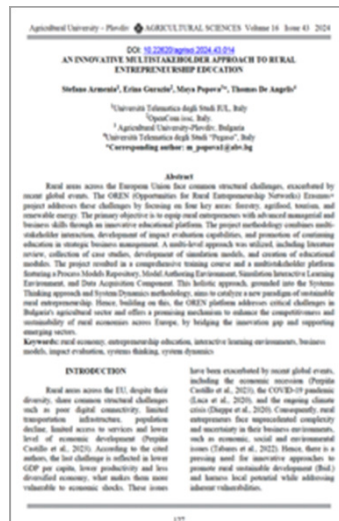 Agricultural University – Plovdiv AGRICULTURAL SCIENCES Volume 16 Issue 43 2024
DOI: 10.22620/agrisci.2024.43.014
AN INNOVATIVE MULTISTAKEHOLDER APPROACH TO RURAL
ENTREPRENEURSHIP EDUCATION
Stefano Armenia¹, Erina Guraziu², Maya Popova³*, Thomas De Angelis⁴
¹Università Telematica degli Studi IUL, Italy
²OpenCom issc, Italy.
³ Agricultural University-Plovdiv, Bulgaria
⁴Università Telematica degli Studi "Pegaso", Italy
*Corresponding author: m_popova1@abv.bg
Abstract
Rural areas across the European Union face common structural challenges, exacerbated by
recent global events. The OREN (Opportunities for Rural Entrepreneurship Networks) Erasmus+
project addresses these challenges by focusing on four key areas: forestry, agrifood, tourism, and
renewable energy. The primary objective is to equip rural entrepreneurs with advanced managerial and
business skills through an innovative educational platform. The project methodology combines multi-
stakeholder interaction, development of impact evaluation capabilities, and promotion of continuing
education in strategic business management. A multi-level approach was utilized, including literature
review, collection of case studies, development of simulation models, and creation of educational
modules. The project resulted in a comprehensive training course and a multistakeholder platform
featuring a Process Models Repository, Model Authoring Environment, Simulation Interactive Learning
Environment, and Data Acquisition Component. This holistic approach, grounded into the Systems
Thinking approach and System Dynamics methodology, aims to catalyze a new paradigm of sustainable
rural entrepreneurship. Hence, building on this, the OREN platform addresses critical challenges in
Bulgaria's agricultural sector and offers a promising mechanism to enhance the competitiveness and
sustainability of rural economies across Europe, by bridging the innovation gap and supporting
emerging sectors.
Keywords: rural economy, entrepreneurship education, interactive learning environments, business
models, impact evaluation, systems thinking, system dynamics
INTRODUCTION
Rural areas across the EU, despite their
diversity, share common structural challenges
such as poor digital connectivity, limited
transportation infrastructure, population
decline, limited access to services and lower
level of economic development (Perpiña
Castillo et al., 2023). According to the cited
authors, the last challenge is reflected in lower
GDP per capita, lower productivity and less
diversified economy, what makes them more
vulnerable to economic shocks. These issues
have been exacerbated by recent global events,
including the economic recession (Perpiña
Castillo et al., 2023), the COVID-19 pandemic
(Luca et al., 2020), and the ongoing climate
crisis (Dieppe et al., 2020). Consequently, rural
entrepreneurs face unprecedented complexity
and uncertainty in their business environments,
such as economic, social and environmental
issues (Tabares et al., 2022). Hence, there is a
pressing need for innovative approaches to
promote rural sustainable development (Ibid.)
and harness local potential while addressing
inherent vulnerabilities.